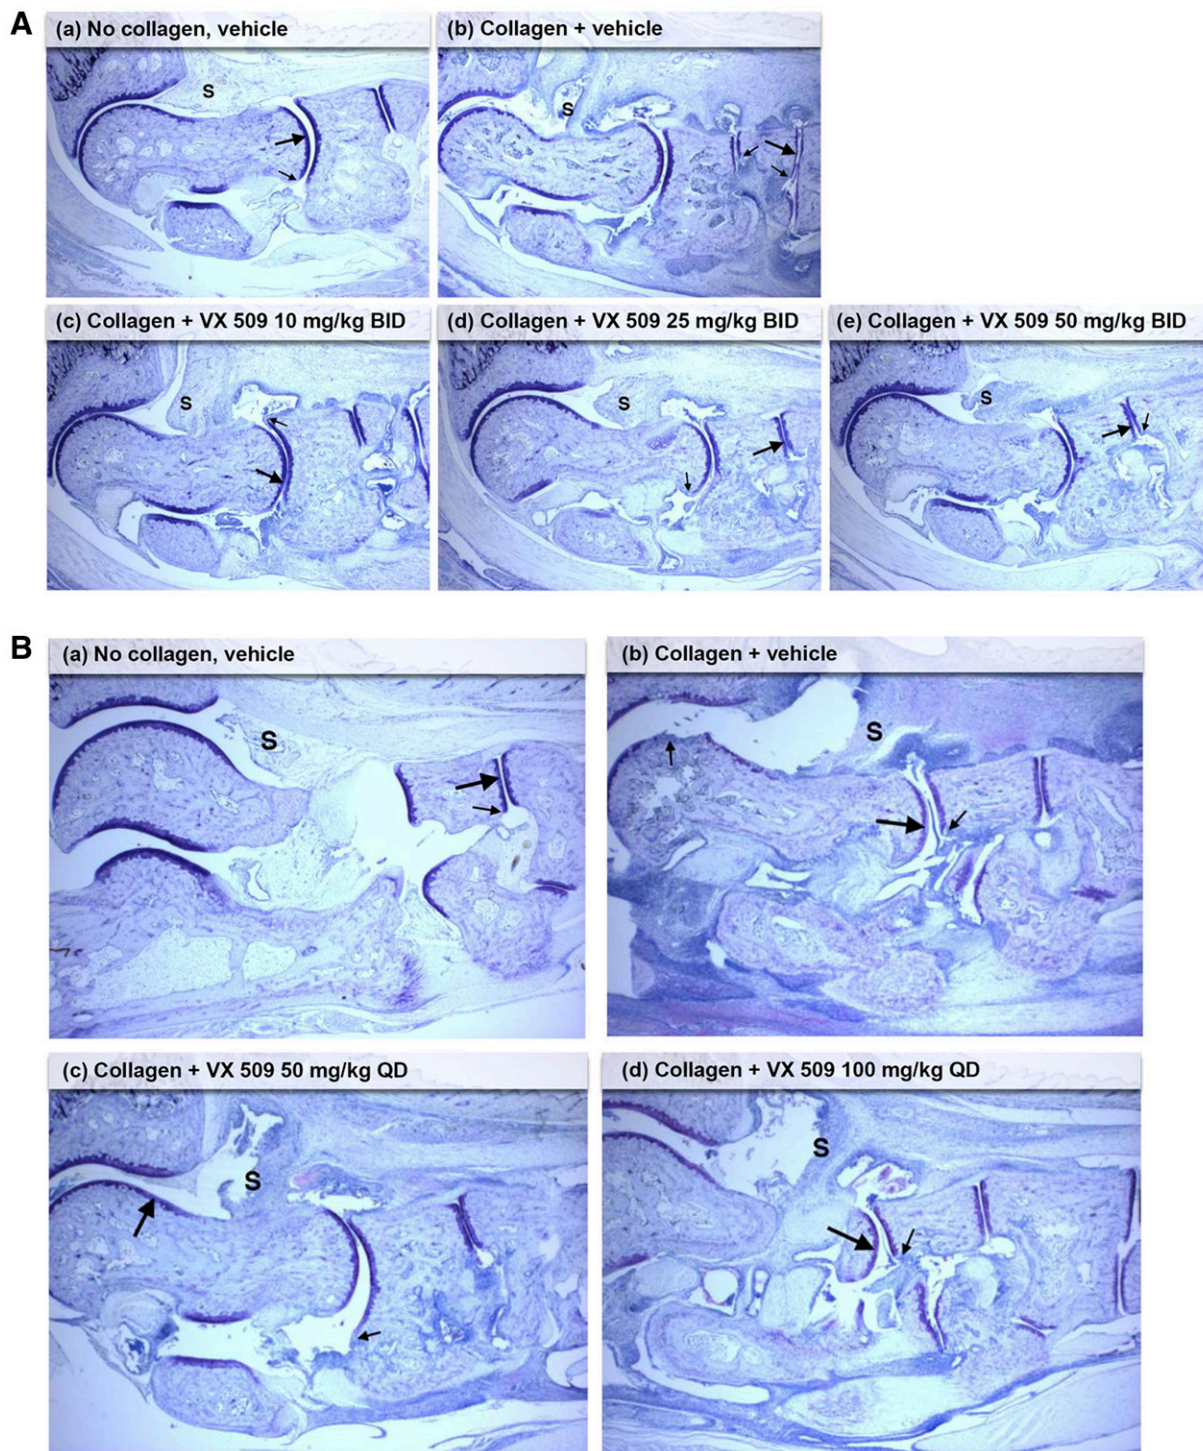 A
(a) No collagen, vehicle
S
(b) Collagen + vehicle
S
(c) Collagen + VX 509 10 mg/kg BID
S
(d) Collagen + VX 509 25 mg/kg BID
S
(e) Collagen + VX 509 50 mg/kg BID
S
B
(a) No collagen, vehicle
S
(b) Collagen + vehicle
S
(c) Collagen + VX 509 50 mg/kg QD
S
(d) Collagen + VX 509 100 mg/kg QD
S